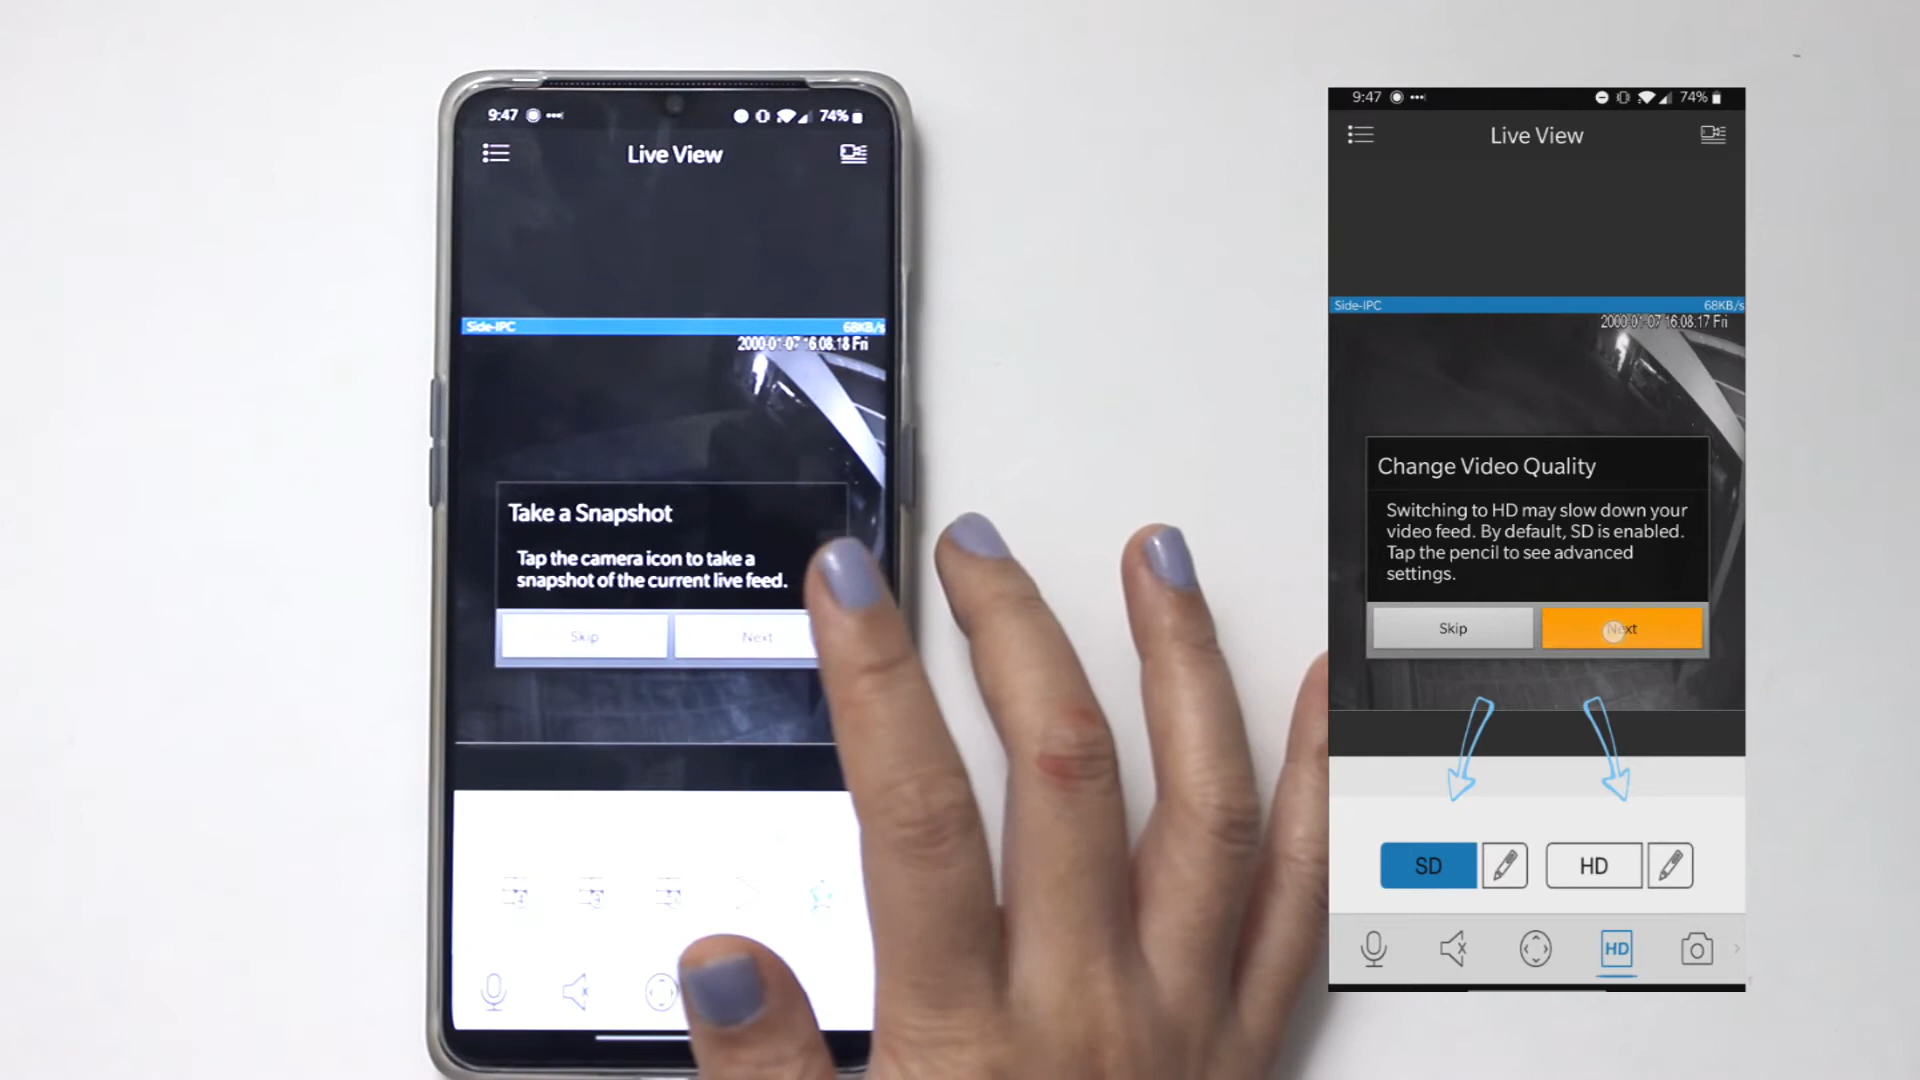 9:47
74%
Live View
Side-IPC
68KB/s
2000-01-07 16:08:18 Fri
Take a Snapshot
Tap the camera icon to take a
snapshot of the current live feed.
Skip
Next
9:47
74%
Live View
Side-IPC
68KB/s
2000-01-07 16:08:17 Fri
Change Video Quality
Switching to HD may slow down your
video feed. By default, SD is enabled.
Tap the pencil to see advanced
settings.
Skip
Next
SD
HD
HD